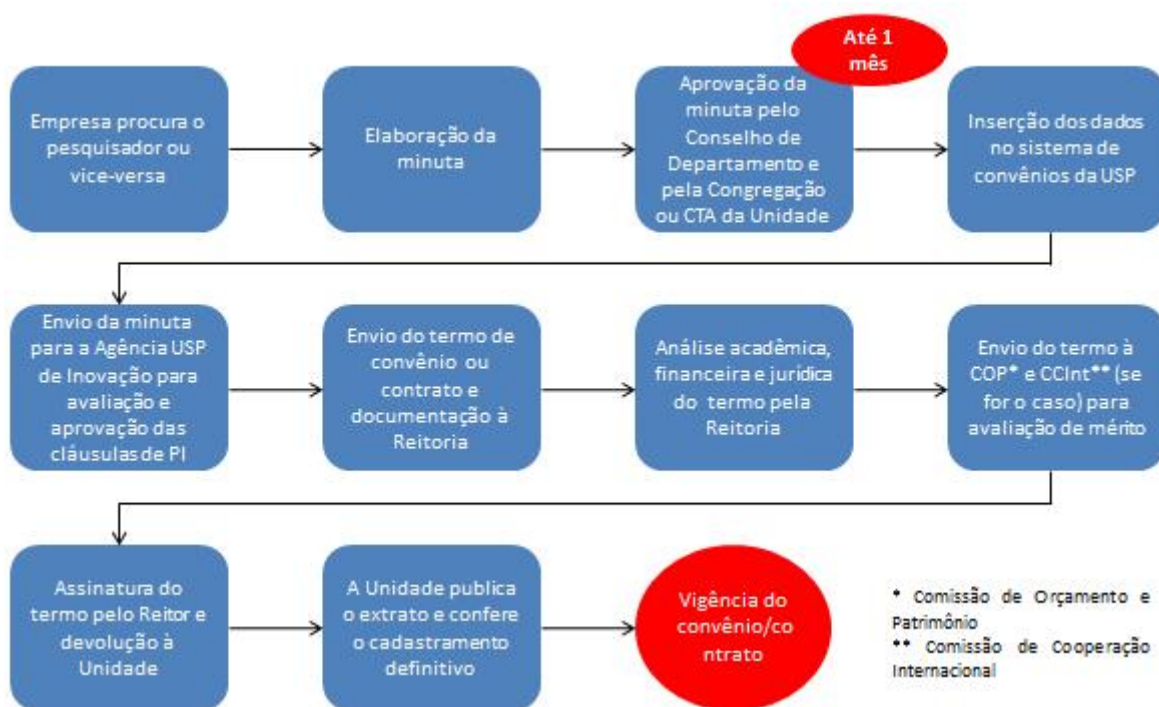 Até 1
mês
Empresa procura o
pesquisador ou
vice-versa
Elaboração da
minuta
Aprovação da
minuta pelo
Conselho de
Departamento e
pela Congregação
ou CTA da Unidade
Inserção dos dados
no sistema de
convênios da USP
Envio da minuta
para a Agência USP
de Inovação para
avaliação e
aprovação das
cláusulas de PI
Envio do termo de
convênio ou
contrato e
documentação à
Reitoria
Análise acadêmica,
financeira e jurídica
do termo pela
Reitoria
Envio do termo à
COP* e CCInt** (se
for o caso) para
avaliação de mérito
Assinatura do
termo pelo Reitor e
devolução à
Unidade
A Unidade publica
o extrato e confere
o cadastramento
definitivo
Vigência do
convênio/co
ntrato
* Comissão de Orçamento e
Patrimônio
** Comissão de Cooperação
Internacional